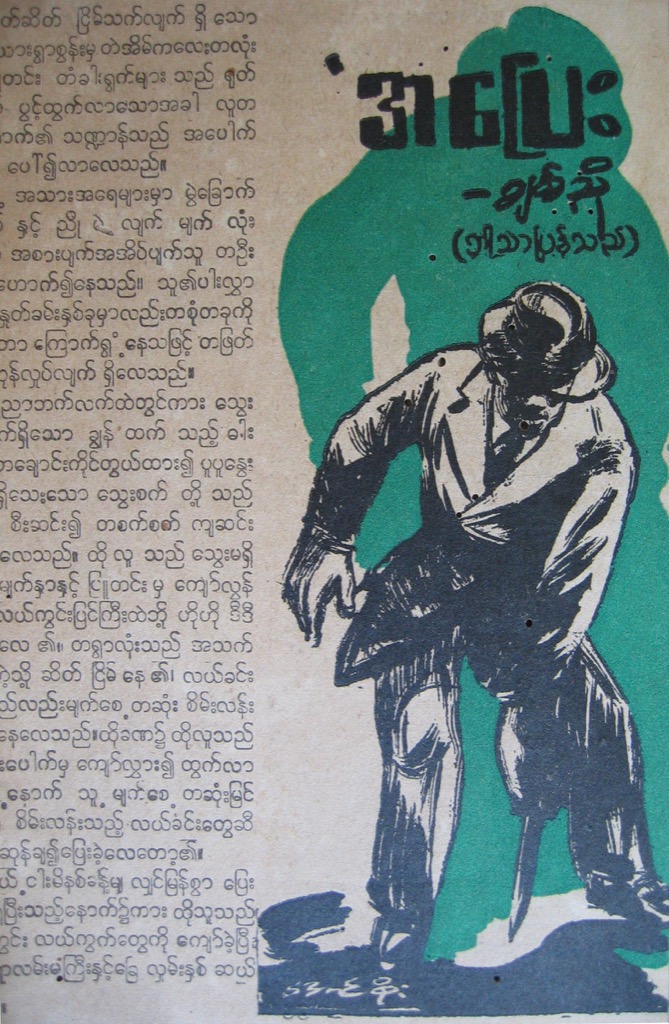 တ်ဆိတ် ငြိမ်သက်လျက် ရှိ သော
ယားရွာစွန်းမှ တဲအိမ်ကလေးတလုံး
တင်း တံခါးရွက်များ သည် ရုတ်
ပွင့်ထွက်လာသောအခါ လူတ
ောက်၏ သဏ္ဍာန်သည် အပေါက်
ပေါ်၍လာလေသည်။
အသားအရေများမှာ မွဲခြောက်
နှင့် ညို လျက် မျက် လုံး
အစားပျက်အအိပ်ပျက်သူ တဦး
ဟောက်၍နေသည်။ သူ၏ပါးလွှာ
နှုတ်ခမ်းနှစ်ခုမှာလည်းတစုံတခုကို
တာ ကြောက်ရွံ့နေသဖြင့် တဖြတ်
တုန်လှုပ်လျက် ရှိလေသည်။
ညာဘက်လက်ထဲတွင်ကား သွေး
က်ရှိသော ချွန် ထက် သည့် ဓါး
တချောင်းကိုင်တွယ်ထား၍ ပူပူနွေး
ရှိသေးသော သွေးစက် တို့ သည်
စီးဆင်း၍ တစက်စက် ကျဆင်း
လေသည်။ ထို လူ သည် သွေးမရှိ
မျက်နှာနှင့် ငြူတင်း မှ ကျော်လွှန်
လယ်ကွင်းပြင်ကြီးထဲဘို့ ဟိုဟို ဒီဒီ
လေ ၏။ တရွာလုံးသည် အသက်
ကဲ့သို့ ဆိတ် ငြိမ် နေ ၏၊ လယ်ခင်း
ည်လည်းမျက်စေ့ တဆုံး စိမ်းလန်း
နေလေသည်။ထိုခဏ၌ ထိုလူသည်
းပေါက်မှ ကျော်လွှား၍ ထွက်လာ
့နောက် သူ့ မျက်စေ့ တဆုံးမြင်
စိမ်းလန်းသည့် လယ်ခင်းတွေဆီ
ဆုန်ချ၍ပြေးခဲ့လေတော့၏။
ယ့်ငါးမိနစ်ခန့်မျှ လျင်မြန်စွာ ပြေး
ပြီးသည့်နောက်၌ကား ထိုသူသည်
ွင်း လယ်ကွက်တွေကို ကျော်ခဲ့ပြီ
ာလမ်းမကြီးနှင့်ခြေ လှမ်းနှစ် ဆယ်
။
အပြေး
- ချစ်ညို
(ဘိုသာပြန်သည်)